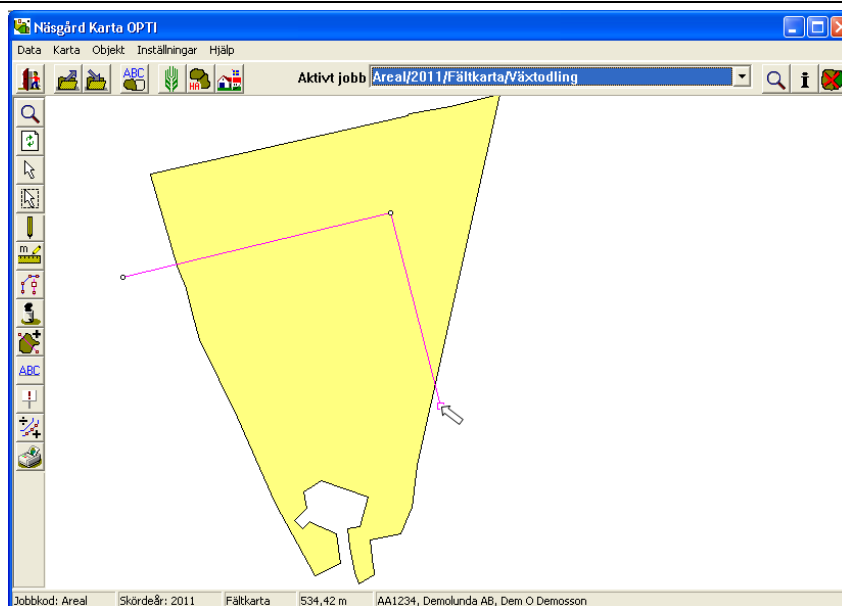 Näsgård Karta OPTI
Data Karta Objekt Inställningar Hjälp
ABC HA Aktivt jobb Areal/2011/Fältkarta/Växtodling i
m
ABC
Jobbkod: Areal Skördeår: 2011 Fältkarta 534,42 m AA1234, Demolunda AB, Dem O Demosson